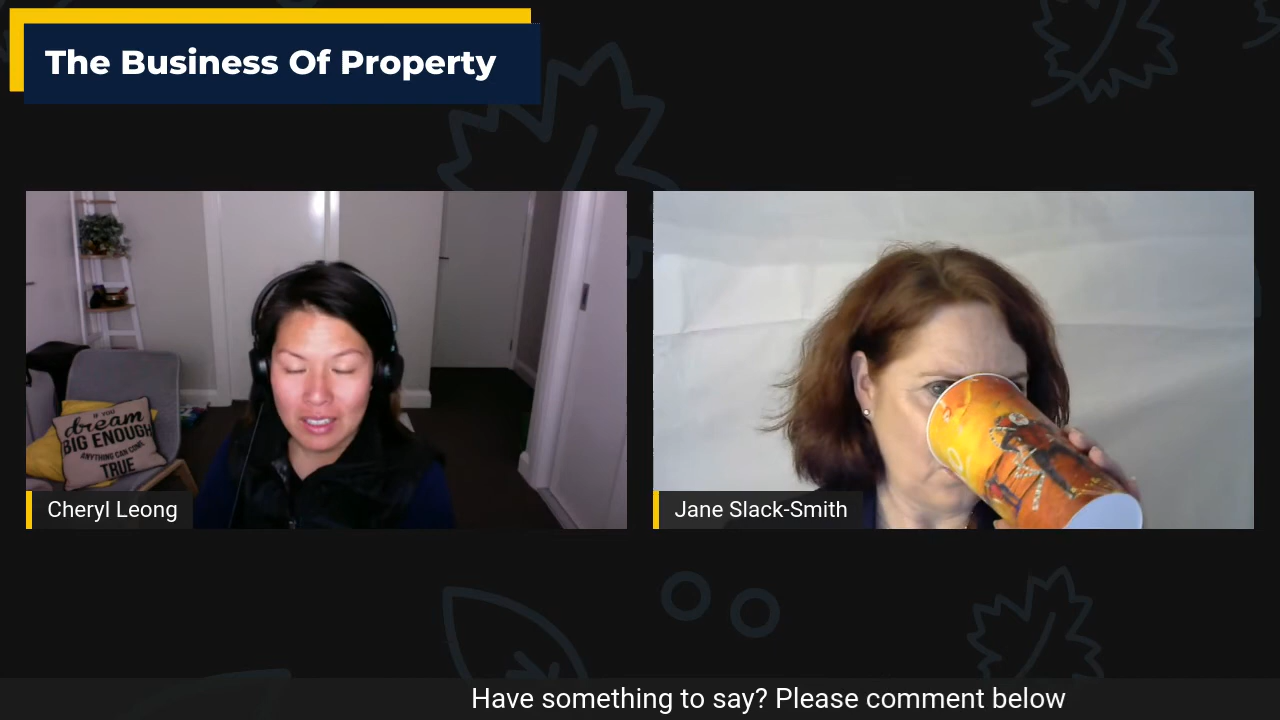 The Business Of Property
IF YOU
dream
BIG ENOUGH
ANYTHING CAN COME
TRUE
Cheryl Leong
Jane Slack-Smith
Have something to say? Please comment below